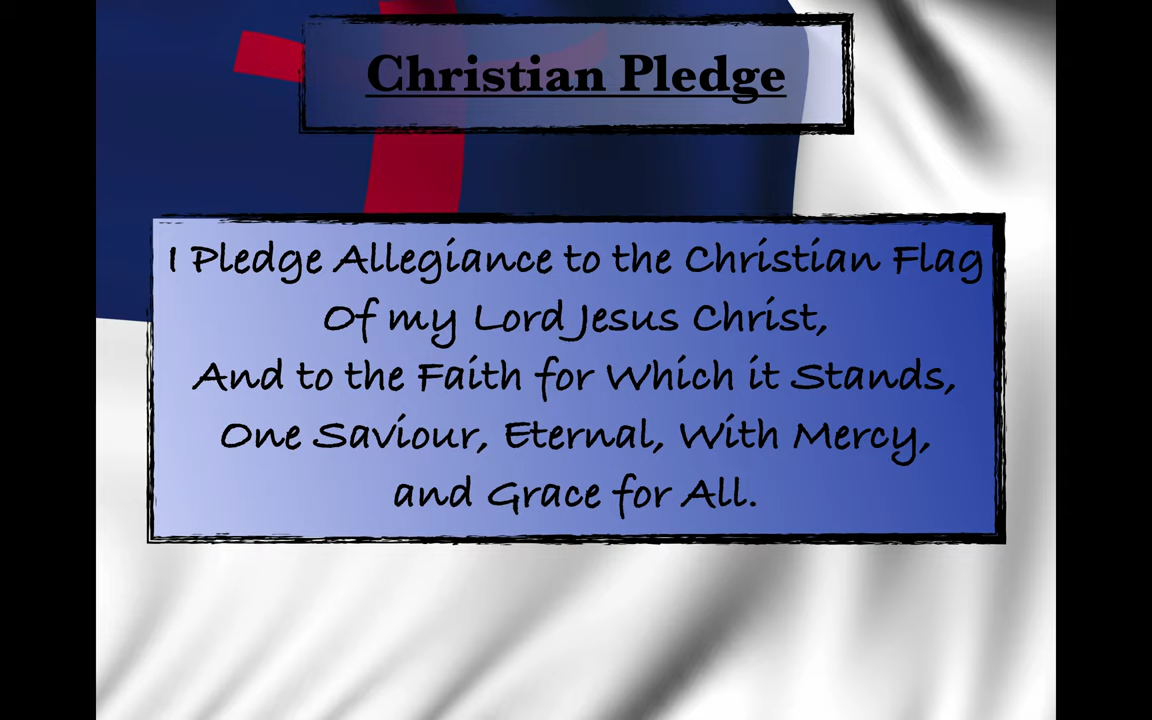 Christian Pledge
I Pledge Allegiance to the Christian Flag
Of my Lord Jesus Christ,
And to the Faith for Which it Stands,
One Saviour, Eternal, With Mercy,
and Grace for All.